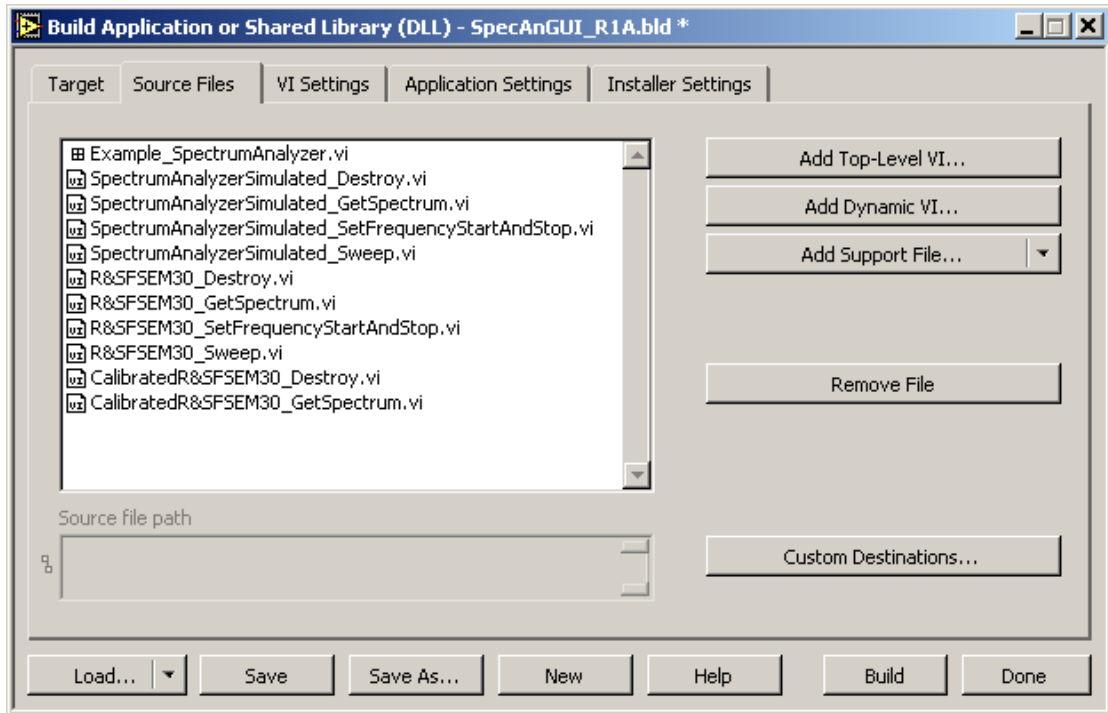 Build Application or Shared Library (DLL) - SpecAnGUI_R1A.bld *
Target Source Files VI Settings Application Settings Installer Settings
Example_SpectrumAnalyzer.vi
SpectrumAnalyzerSimulated_Destroy.vi
SpectrumAnalyzerSimulated_GetSpectrum.vi
SpectrumAnalyzerSimulated_SetFrequencyStartAndStop.vi
SpectrumAnalyzerSimulated_Sweep.vi
R&SFSEM30_Destroy.vi
R&SFSEM30_GetSpectrum.vi
R&SFSEM30_SetFrequencyStartAndStop.vi
R&SFSEM30_Sweep.vi
CalibratedR&SFSEM30_Destroy.vi
CalibratedR&SFSEM30_GetSpectrum.vi
Add Top-Level VI...
Add Dynamic VI...
Add Support File...
Remove File
Source file path
Custom Destinations...
Load... Save Save As... New Help Build Done